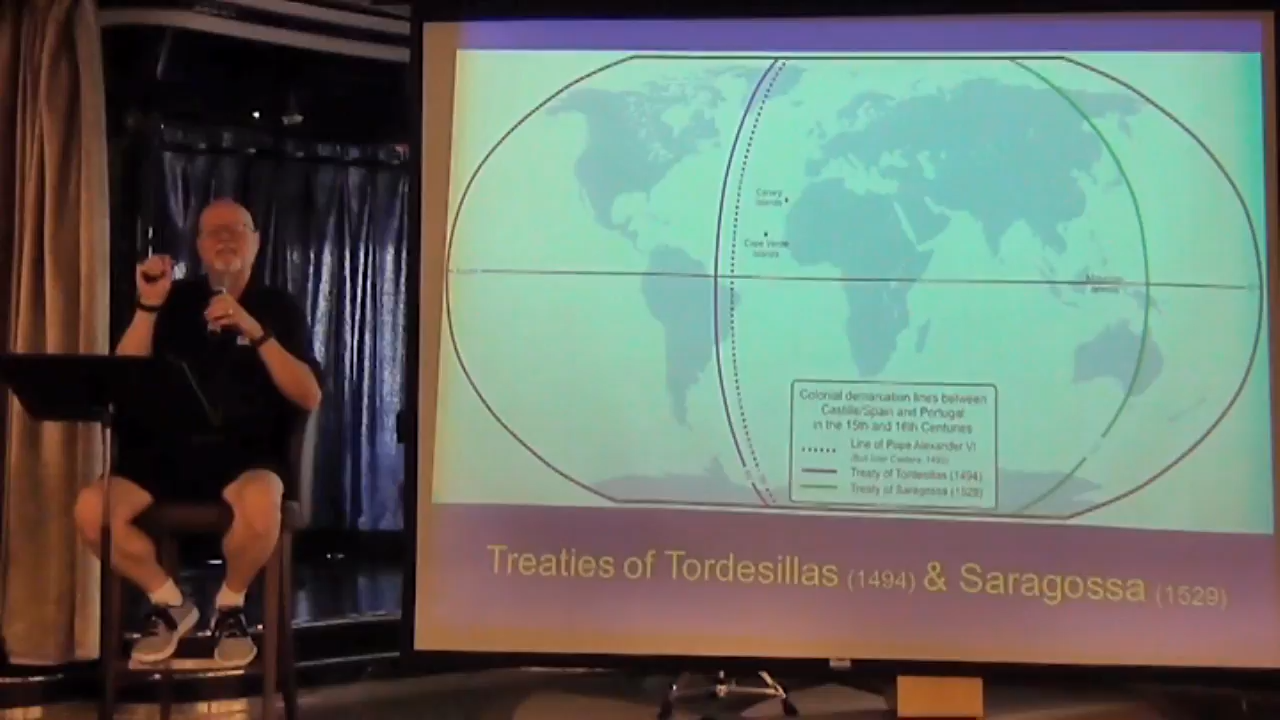 Canary
Islands
Cape Verde
Islands
Colonial demarcation lines between
Castille/Spain and Portugal
in the 15th and 16th Centuries
Line of Pope Alexander VI
Treaty of Tordesillas (1494)
Treaty of Saragossa (1529)
Treaties of Tordesillas (1494) & Saragossa (1529)